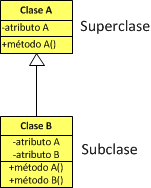 Clase A
-atributo A
+método A()
Superclase
Clase B
-atributo A
-atributo B
+método A()
+método B()
Subclase